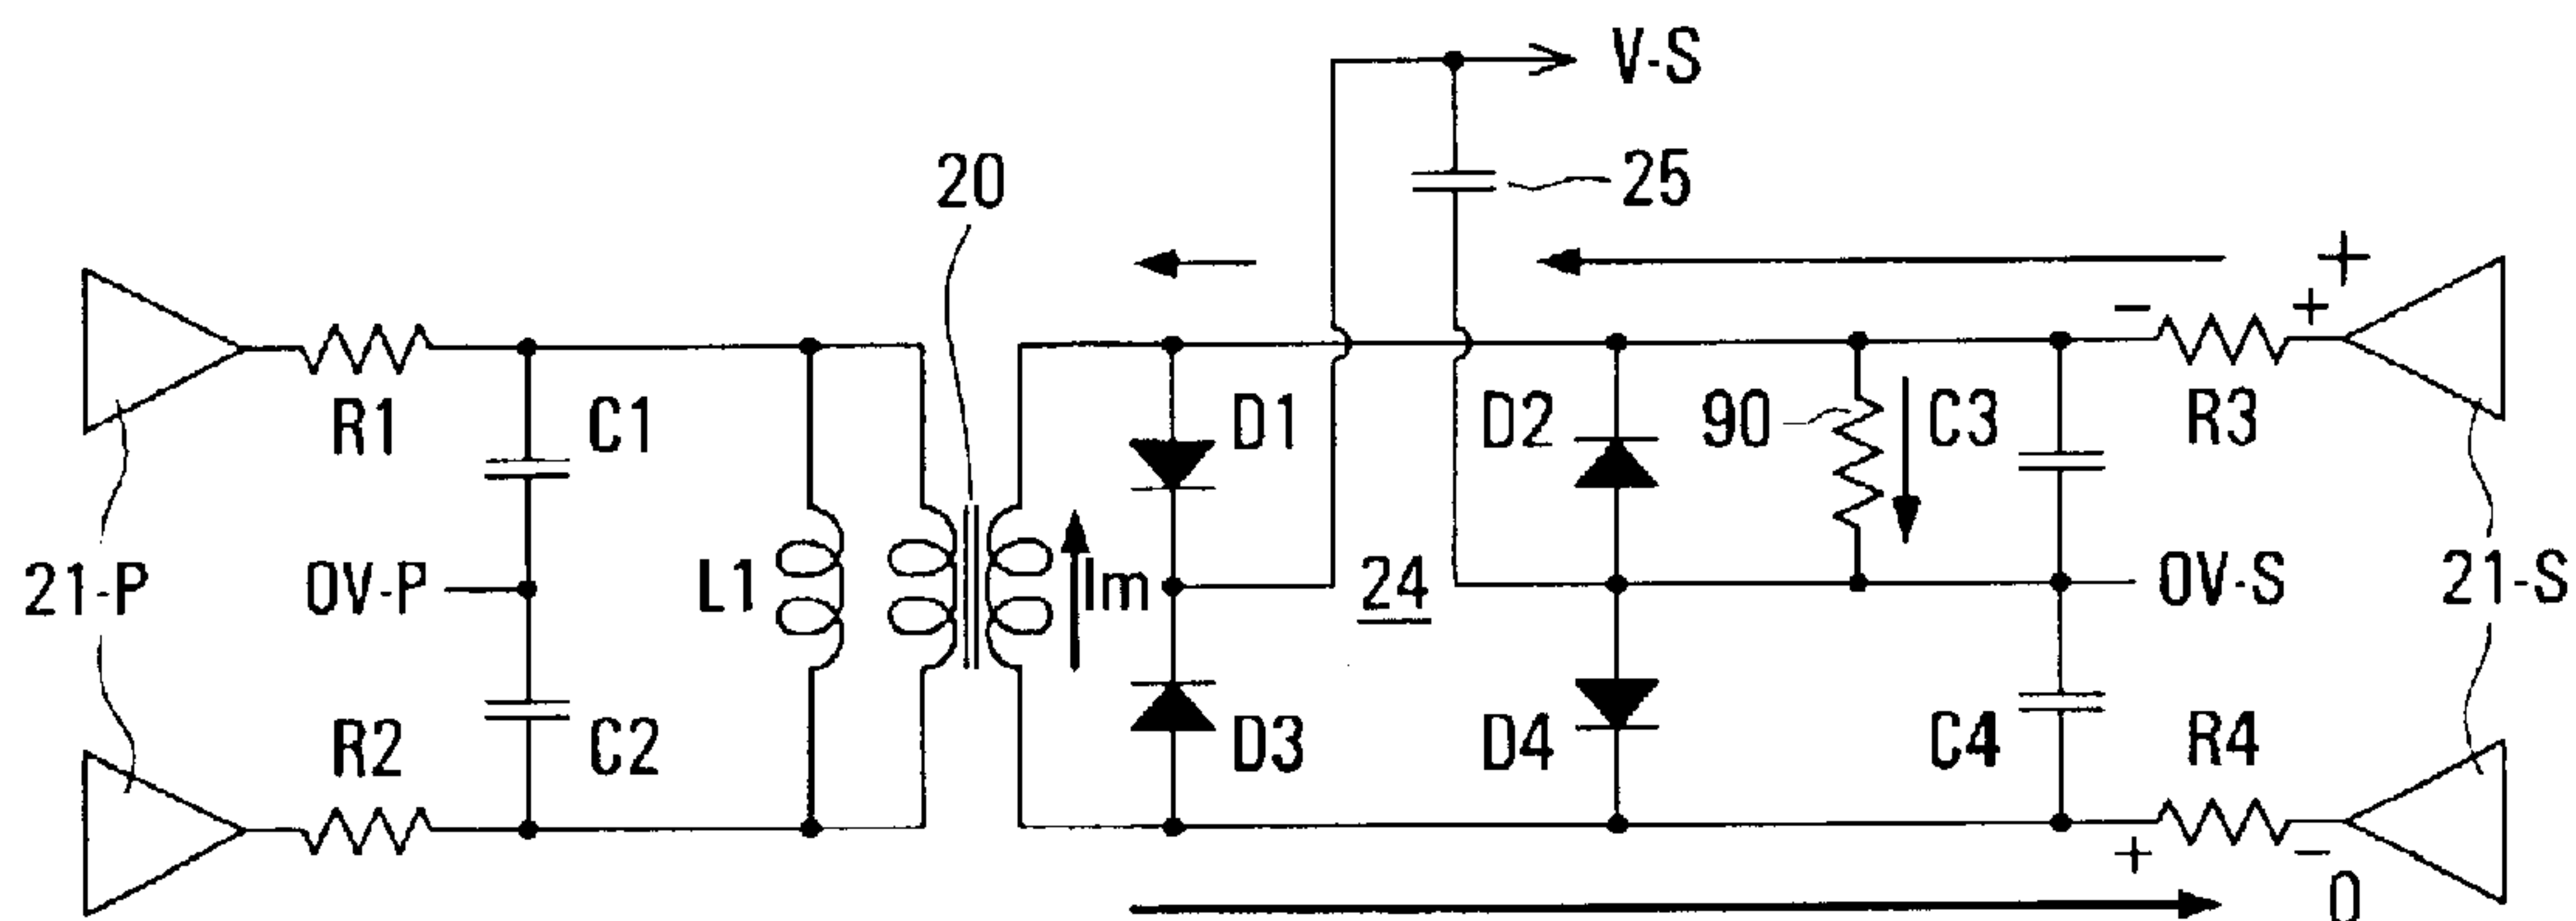 V-S
20
25
+
- +
R1
C1
D1
D2
90
C3
R3
21-P
0V-P
L1
Im
24
0V-S
21-S
R2
C2
D3
D4
C4
R4
+ -
0